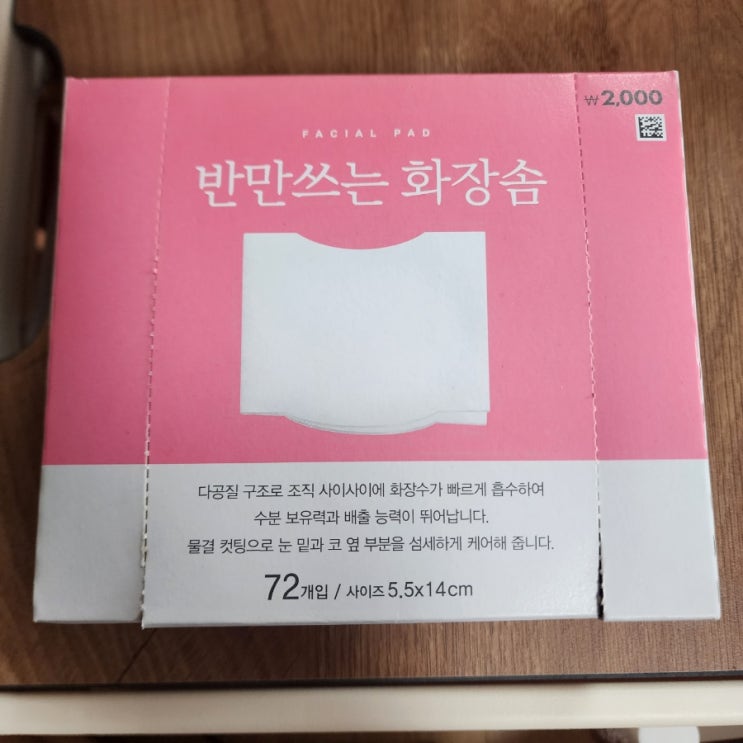 ₩2,000
FACIAL PAD
반만쓰는 화장솜
다공질 구조로 조직 사이사이에 화장수가 빠르게 흡수하여
수분 보유력과 배출 능력이 뛰어납니다.
물결 컷팅으로 눈 밑과 코 옆 부분을 섬세하게 케어해 줍니다.
72개입 / 사이즈 5.5x14cm